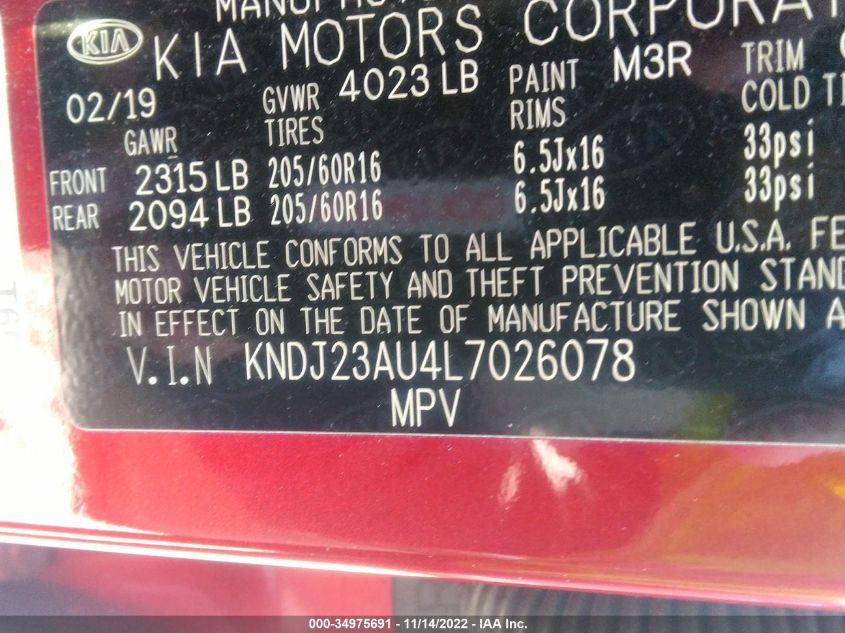 KIA
KIA MOTORS
02/19 GVWR 4023 LB PAINT M3R TRIM
GAWR TIRES RIMS COLD
FRONT 2315 LB 205/60R16 6.5Jx16 33psi
REAR 2094 LB 205/60R16 6.5Jx16 33psi
THIS VEHICLE CONFORMS TO ALL APPLICABLE U.S.A. FE
MOTOR VEHICLE SAFETY AND THEFT PREVENTION STAND
IN EFFECT ON THE DATE OF MANUFACTURE SHOWN A
V.I.N KNDJ23AU4L7026078
MPV
000-34975691 - 11/14/2022 - IAA Inc.